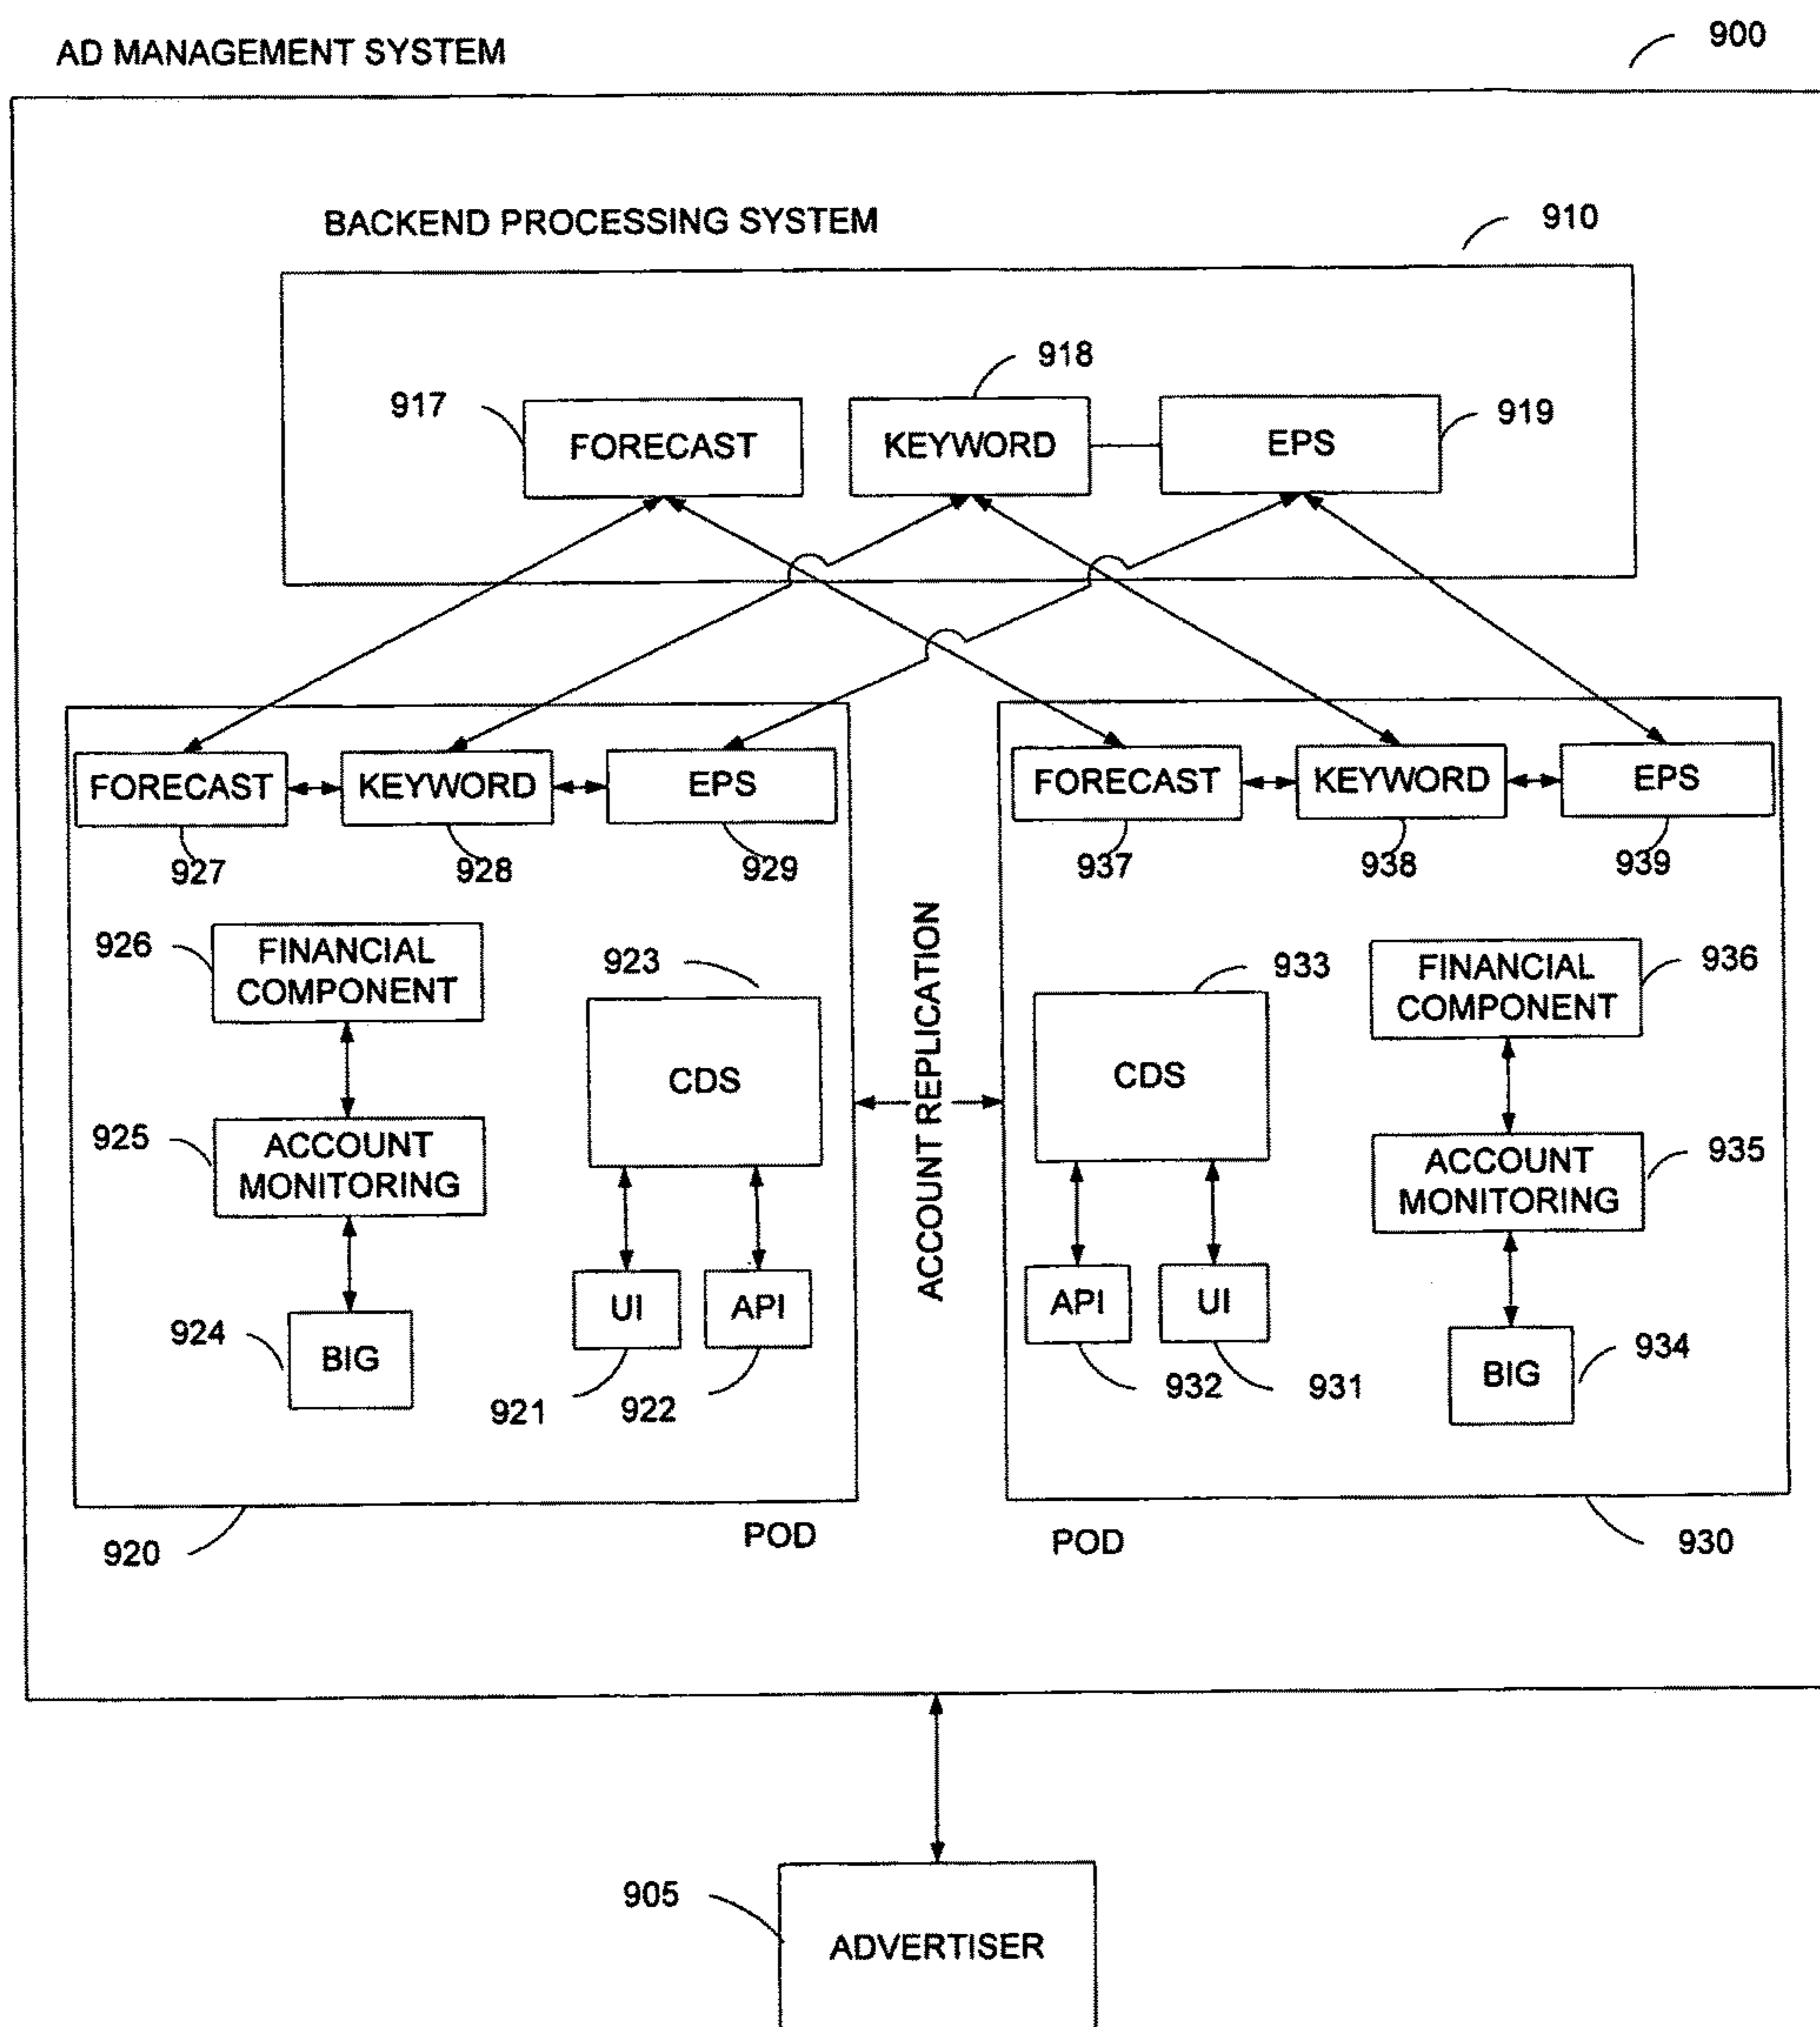 AD MANAGEMENT SYSTEM
900
BACKEND PROCESSING SYSTEM
910
917
918
919
FORECAST
KEYWORD
EPS
FORECAST
KEYWORD
EPS
927
928
929
FORECAST
KEYWORD
EPS
937
938
939
926
FINANCIAL
COMPONENT
923
CDS
925
ACCOUNT
MONITORING
924
BIG
UI
API
921
922
ACCOUNT REPLICATION
933
CDS
936
FINANCIAL
COMPONENT
935
ACCOUNT
MONITORING
API
UI
932
931
934
BIG
920
POD
POD
930
905
ADVERTISER